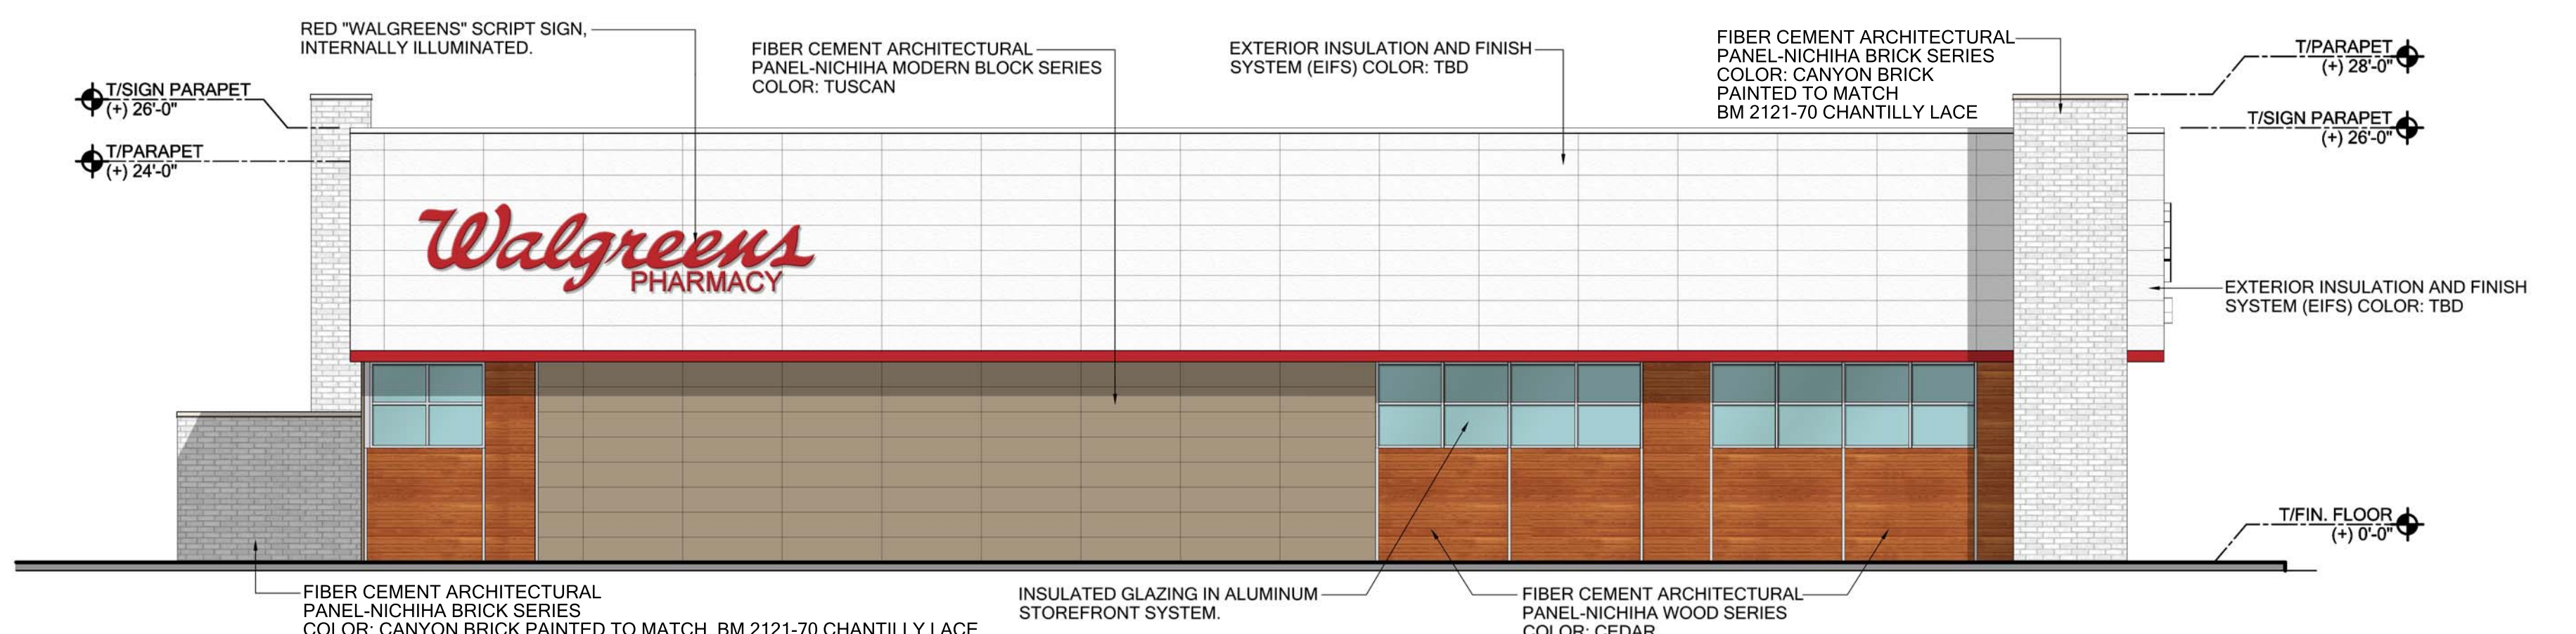 RED "WALGREENS" SCRIPT SIGN,
INTERNALLY ILLUMINATED.
FIBER CEMENT ARCHITECTURAL
PANEL-NICHIHA MODERN BLOCK SERIES
COLOR: TUSCAN
EXTERIOR INSULATION AND FINISH
SYSTEM (EIFS) COLOR: TBD
FIBER CEMENT ARCHITECTURAL
PANEL-NICHIHA BRICK SERIES
COLOR: CANYON BRICK
PAINTED TO MATCH
BM 2121-70 CHANTILLY LACE
T/PARAPET
(+) 28'-0"
T/SIGN PARAPET
(+) 26'-0"
T/SIGN PARAPET
(+) 26'-0"
T/PARAPET
(+) 24'-0"
Walgreens
PHARMACY
EXTERIOR INSULATION AND FINISH
SYSTEM (EIFS) COLOR: TBD
T/FIN. FLOOR
(+) 0'-0"
FIBER CEMENT ARCHITECTURAL
PANEL-NICHIHA BRICK SERIES
COLOR: CANYON BRICK PAINTED TO MATCH BM 2121-70 CHANTILLY LACE
INSULATED GLAZING IN ALUMINUM
STOREFRONT SYSTEM.
FIBER CEMENT ARCHITECTURAL
PANEL-NICHIHA WOOD SERIES
COLOR: CEDAR